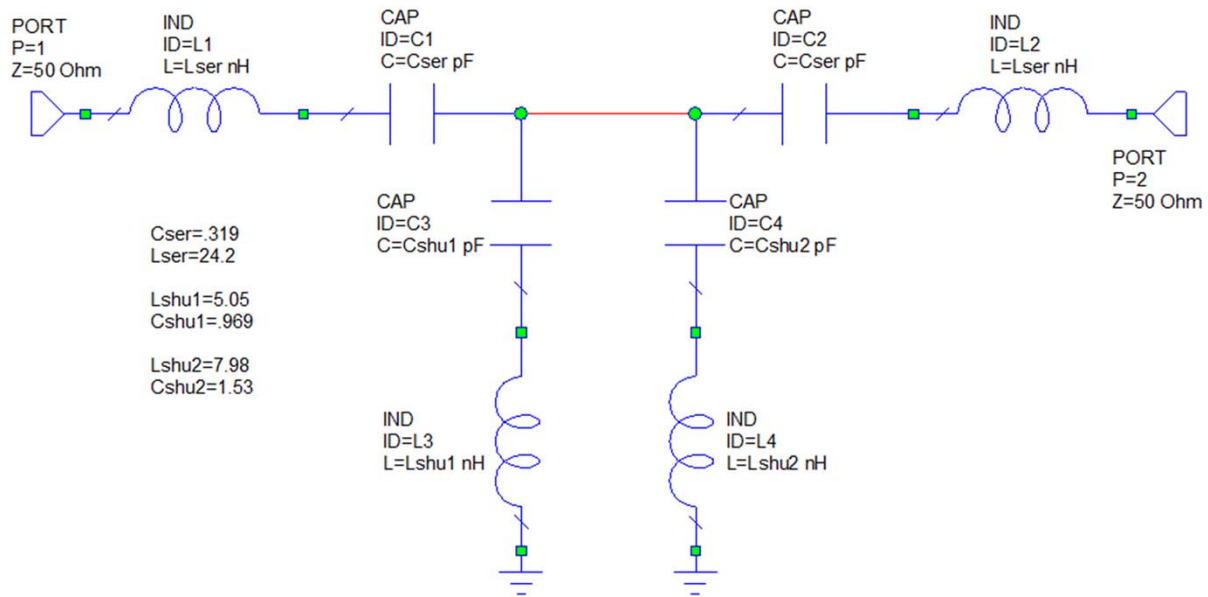 PORT
P=1
Z=50 Ohm
IND
ID=L1
L=Lser nH
CAP
ID=C1
C=Cser pF
CAP
ID=C2
C=Cser pF
IND
ID=L2
L=Lser nH
PORT
P=2
Z=50 Ohm
CAP
ID=C3
C=Cshu1 pF
CAP
ID=C4
C=Cshu2 pF
Cser=.319
Lser=24.2
Lshu1=5.05
Cshu1=.969
Lshu2=7.98
Cshu2=1.53
IND
ID=L3
L=Lshu1 nH
IND
ID=L4
L=Lshu2 nH